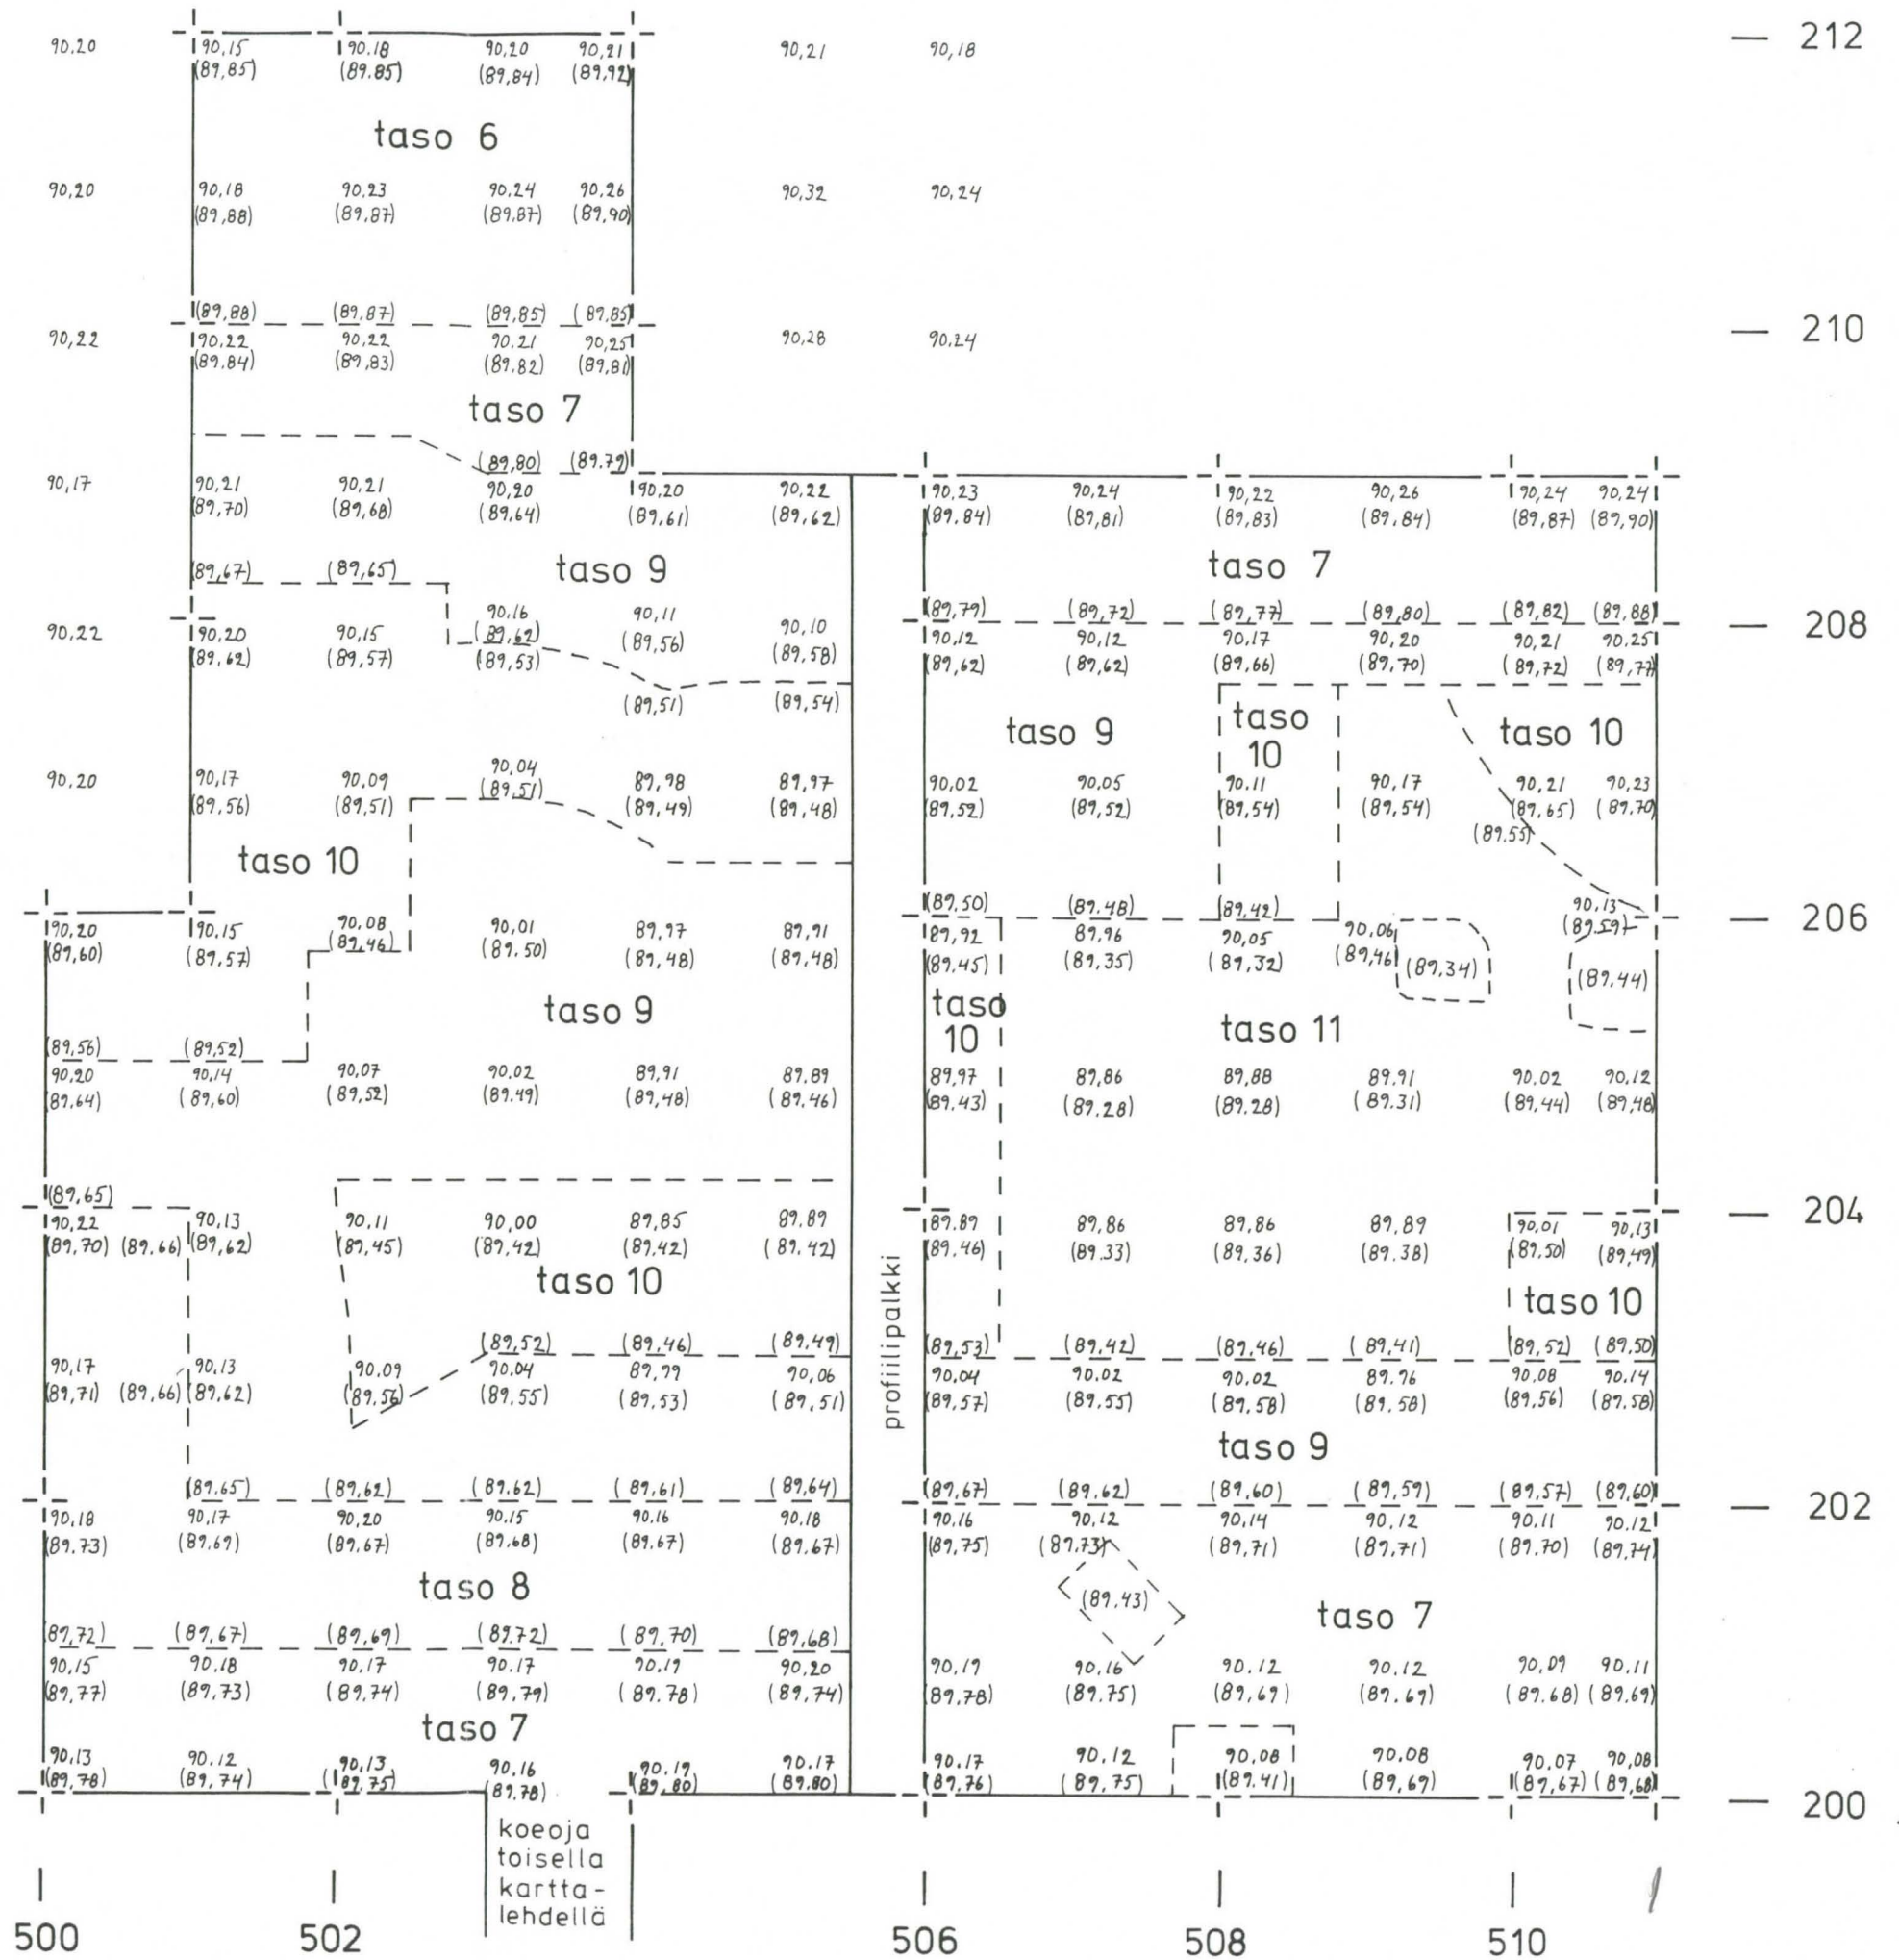 90,20 90,15 90.18 90,20 90,21 90,21 90,18 212
(89,85) (89.85) (89,84) (89,92)
taso 6
90,20 90,18 90,23 90,24 90,26 90,32 90,24
(89,88) (89,87) (89,87) (89,90)
(89,88) (89,87) (89,85) (89,85)
90,22 90,22 90,22 90.21 90,25 90,28 90,24 210
(89.84) (89,83) (89.82) (89,81)
taso 7
(89,80) (89.79)
90,17 90,21 90,21 90,20 90,20 90,22 90,23 90,24 90,22 90,26 90,24 90,24
(89,70) (89,68) (89,64) (89,61) (89,62) (89.84) (89,81) (89,83) (89.84) (89,87) (89,90)
taso 9 taso 7
(89,67) (89,65)
(89,79) (89,72) (89,77) (89,80) (89,82) (89,88)
90,16 90,11 90,10
90,22 90,20 90,15 (89,62) (89,56) 90,12 90,12 90,17 90,20 90,21 90,25 208
(89,62) (89,57) (89,53) (89,58) (89,62) (89,62) (89,66) (89,70) (89,72) (89,77)
(89,51) (89,54)
taso 9 taso 10 taso 10
90,04
90,20 90,17 90,09 (89,51) 89,98 89,97 90,02 90,05 90.11 90,17 90,21 90,23
(89,56) (89,51) (89,49) (89,48) (89,52) (89,52) (89,54) (89,54) (89,65) (89.70)
(89.55)
taso 10
(89,50) (89.48) (89,42) 90,13 206
90,20 90,15 90,08 90,01 89,97 89,91 89,92 89,96 90,05 90,06 (89.59)
(89,60) (89,57) (89,46) (89.50) (89,48) (89,48) (89.45) (89,35) (89,32) (89,46) (89,34) (89,44)
taso 9 taso 10 taso 11
(89,56) (89,52)
90,20 90,14 90,07 90,02 89,91 89.89 89,97 89,86 89,88 89.91 90.02 90,12
(89.64) (89,60) (89,52) (89.49) (89,48) (89.46) (89.43) (89.28) (89.28) (89.31) (89,44) (89,48)
(89,65)
90,22 90,13 90,11 90,00 89,85 89.89 89.89 89,86 89,86 89,89 90,01 90,13 204
(89,70) (89.66) (89,62) (89,45) (89,42) (89.42) (89.42) (89.46) (89.33) (89,36) (89.38) (89.50) (89,49)
taso 10 taso 10
profiilipalkki
(89,52) (89,46) (89.49) (89,53) (89,42) (89,46) (89,41) (89,52) (89,50)
90,17 90,13 90,09 90.04 89,99 90,06 90,04 90.02 90,02 89.96 90.08 90.14
(89,71) (89,66) (89,62) (89,56) (89,55) (89,53) (89,51) (89,57) (89.55) (89.58) (89.58) (89,56) (89.58)
taso 9
(89.65) (89,62) (89.62) (89,61) (89,64) (89,67) (89.62) (89,60) (89,59) (89,57) (89,60)
90,18 90,17 90,20 90,15 90,16 90,18 90,16 90,12 90,14 90,12 90,11 90,12 202
(89.73) (89,69) (89,67) (89.68) (89.67) (89.67) (89,75) (89.73) (89,71) (89,71) (89.70) (89,74)
taso 8 (89,43) taso 7
(89,72) (89,67) (89,69) (89.72) (89,70) (89,68)
90,15 90,18 90,17 90.17 90,19 90,20 90,19 90,16 90.12 90.12 90,09 90.11
(89,77) (89,73) (89.74) (89,79) (89.78) (89,74) (89,78) (89.75) (89,69) (89.69) (89.68) (89.69)
taso 7
90,13 90.12 90,13 90,16 90.19 90.17 90.17 90,12 90,08 90,08 90,07 90,08
(89,78) (89,74) (89.75) (89.78) (89,80) (89.80) (89,76) (89,75) (89.41) (89,69) (89,67) (89,68) 200
koeoja
toisella
kartta-
lehdellä
500 502 506 508 510